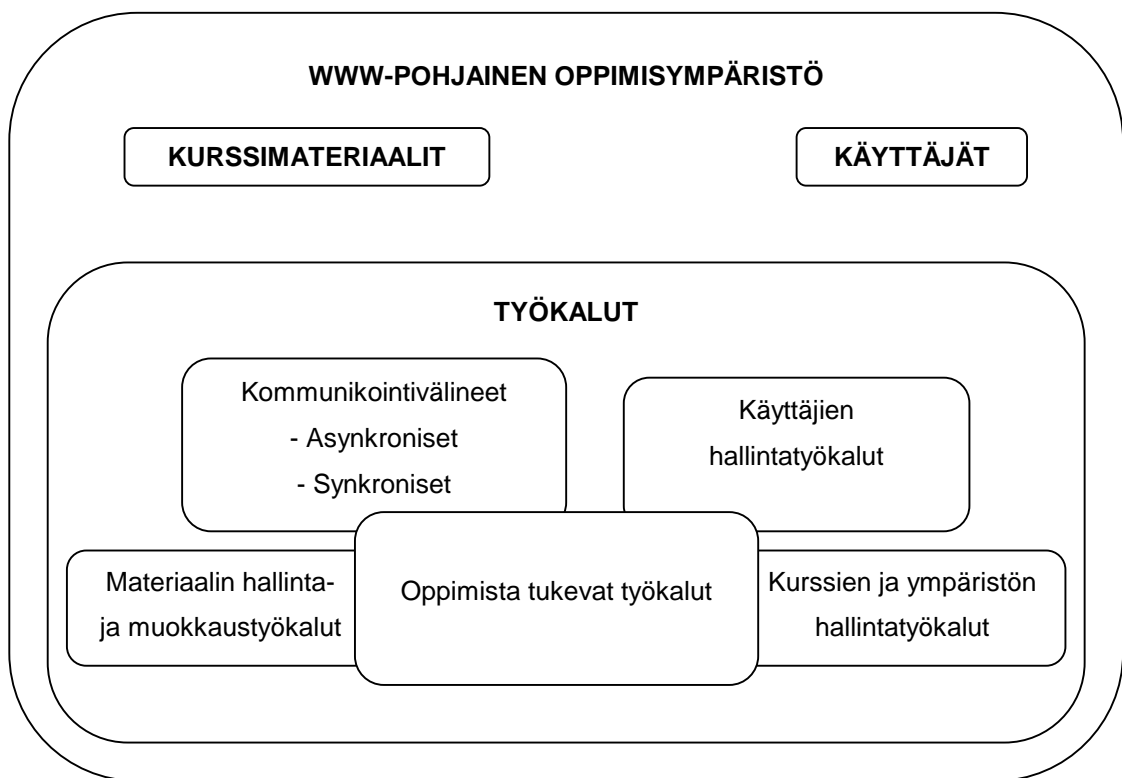 WWW-POHJAINEN OPPIMISYMPÄRISTÖ
KURSSIMATERIAALIT
KÄYTTÄJÄT
TYÖKALUT
Kommunikointivälineet
- Asynkroniset
- Synkroniset
Käyttäjien
hallintatyökalut
Materiaalin hallinta-
ja muokkaustyökalut
Oppimista tukevat työkalut
Kurssien ja ympäristön
hallintatyökalut